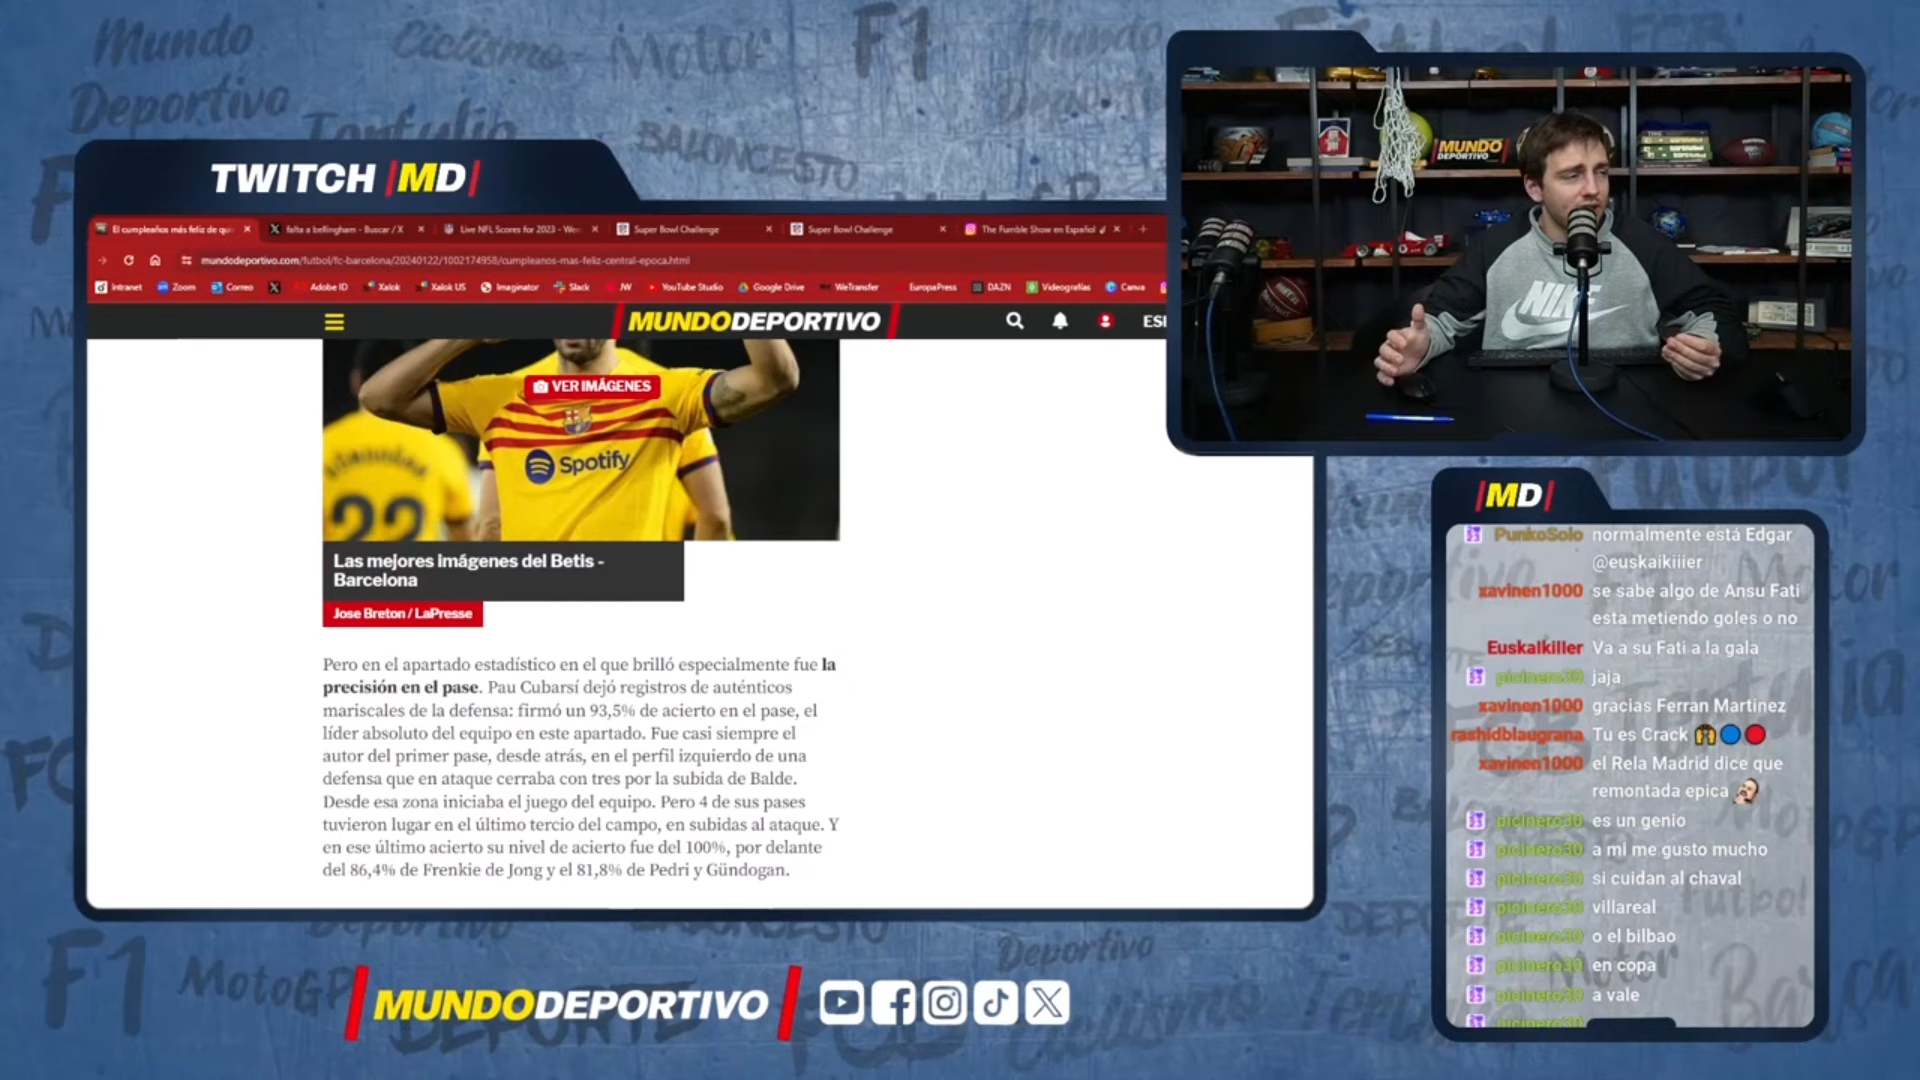 TWITCH |MD|
El cumpleaños más feliz de qu
falta a bellingham - Buscar / X
Live NFL Scores for 2023 - We
Super Bowl Challenge
Super Bowl Challenge
The Fumble Show en Español
mundodeportivo.com/futbol/fc-barcelona/20240122/1002174958/cumpleanos-mas-feliz-central-epoca.html
Intranet Zoom Correo Adobe ID Xalok Xalok US Imaginator Slack JW YouTube Studio Google Drive WeTransfer EuropaPress DAZN Videografías Canva
MUNDODEPORTIVO
ESI
VER IMÁGENES
Spotify
22
Las mejores imágenes del Betis -
Barcelona
Jose Breton / LaPresse
Pero en el apartado estadístico en el que brilló especialmente fue la
precisión en el pase. Pau Cubarsí dejó registros de auténticos
mariscales de la defensa: firmó un 93,5% de acierto en el pase, el
líder absoluto del equipo en este apartado. Fue casi siempre el
autor del primer pase, desde atrás, en el perfil izquierdo de una
defensa que en ataque cerraba con tres por la subida de Balde.
Desde esa zona iniciaba el juego del equipo. Pero 4 de sus pases
tuvieron lugar en el último tercio del campo, en subidas al ataque. Y
en ese último acierto su nivel de acierto fue del 100%, por delante
del 86,4% de Frenkie de Jong y el 81,8% de Pedri y Gündogan.
MUNDO
DEPORTIVO
NIKE
|MD|
PunkoSolo normalmente está Edgar
@euskaikiiier
xavinen1000 se sabe algo de Ansu Fati
esta metiendo goles o no
Euskalkiller Va a su Fati a la gala
picinero30 jaja
xavinen1000 gracias Ferran Martinez
rashidblaugrana Tu es Crack
xavinen1000 el Rela Madrid dice que
remontada epica
picinero30 es un genio
picinero30 a mi me gusto mucho
picinero30 si cuidan al chaval
picinero30 villareal
picinero30 o el bilbao
picinero30 en copa
picinero30 a vale
picinero30
MUNDODEPORTIVO